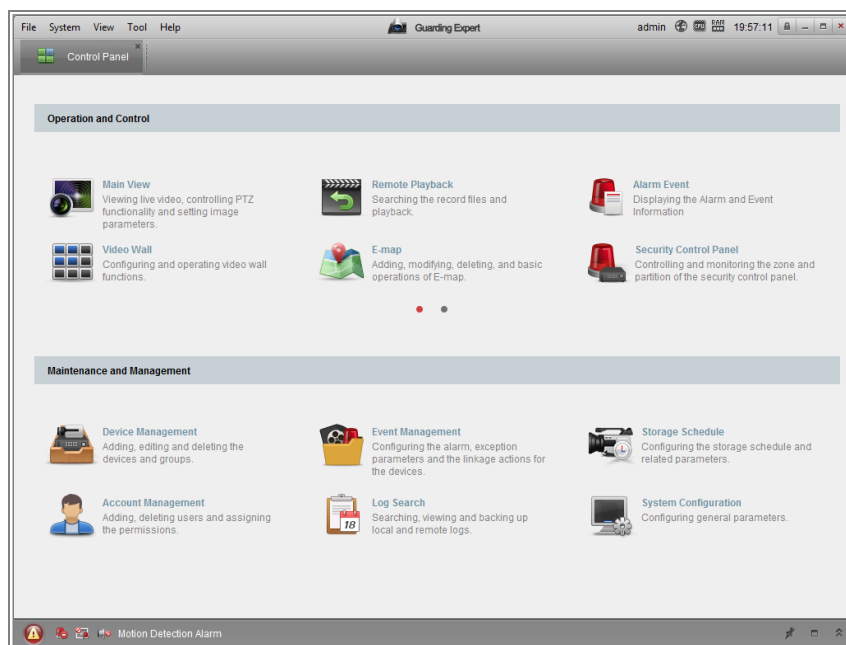 File System View Tool Help Guarding Expert admin CPU RAM 19:57:11
Control Panel
Operation and Control
Main View
Viewing live video, controlling PTZ
functionality and setting image
parameters.
Remote Playback
Searching the record files and
playback.
Alarm Event
Displaying the Alarm and Event
Information
Video Wall
Configuring and operating video wall
functions.
E-map
Adding, modifying, deleting, and basic
operations of E-map.
Security Control Panel
Controlling and monitoring the zone and
partition of the security control panel.
Maintenance and Management
Device Management
Adding, editing and deleting the
devices and groups.
Event Management
Configuring the alarm, exception
parameters and the linkage actions for
the devices.
Storage Schedule
Configuring the storage schedule and
related parameters.
Account Management
Adding, deleting users and assigning
the permissions.
18
Log Search
Searching, viewing and backing up
local and remote logs.
System Configuration
Configuring general parameters.
Motion Detection Alarm